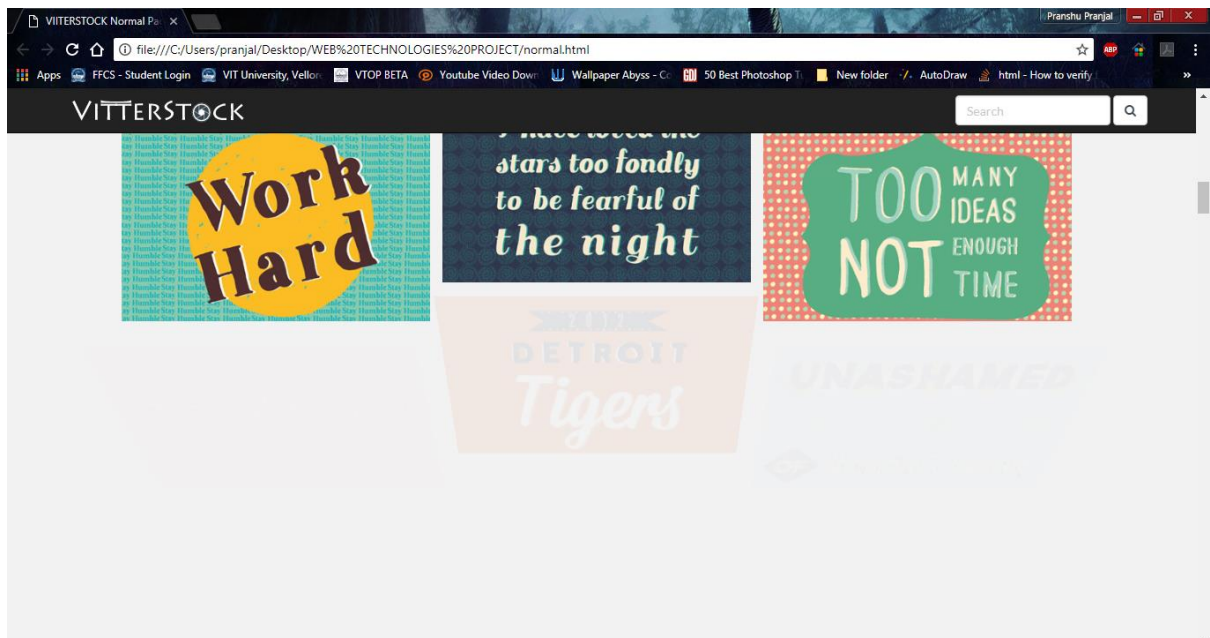 VIITERSTOCK Normal Pa
Pranshu Pranjal
file:///C:/Users/pranjal/Desktop/WEB%20TECHNOLOGIES%20PROJECT/normal.html
ABP
Apps FFCS - Student Login VIT University, Vellore VTOP BETA Youtube Video Down Wallpaper Abyss - Co 50 Best Photoshop T New folder AutoDraw html - How to verify
VITTERSTOCK
Search
Work
Hard
stars too fondly
to be fearful of
the night
TOO MANY
IDEAS
NOT ENOUGH
TIME
DETROIT
Tigers
UNASHAMED